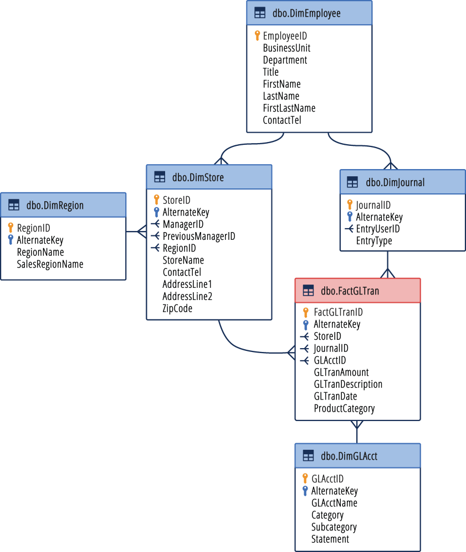 dbo.DimEmployee
EmployeeID
BusinessUnit
Department
Title
FirstName
LastName
FirstLastName
ContactTel
dbo.DimStore
StoreID
AlternateKey
ManagerID
PreviousManagerID
RegionID
StoreName
ContactTel
AddressLine1
AddressLine2
ZipCode
dbo.DimJournal
JournalID
AlternateKey
EntryUserID
EntryType
dbo.DimRegion
RegionID
AlternateKey
RegionName
SalesRegionName
dbo.FactGLTran
FactGLTranID
AlternateKey
StoreID
JournalID
GLAcctID
GLTranAmount
GLTranDescription
GLTranDate
ProductCategory
dbo.DimGLAcct
GLAcctID
AlternateKey
GLAcctName
Category
Subcategory
Statement